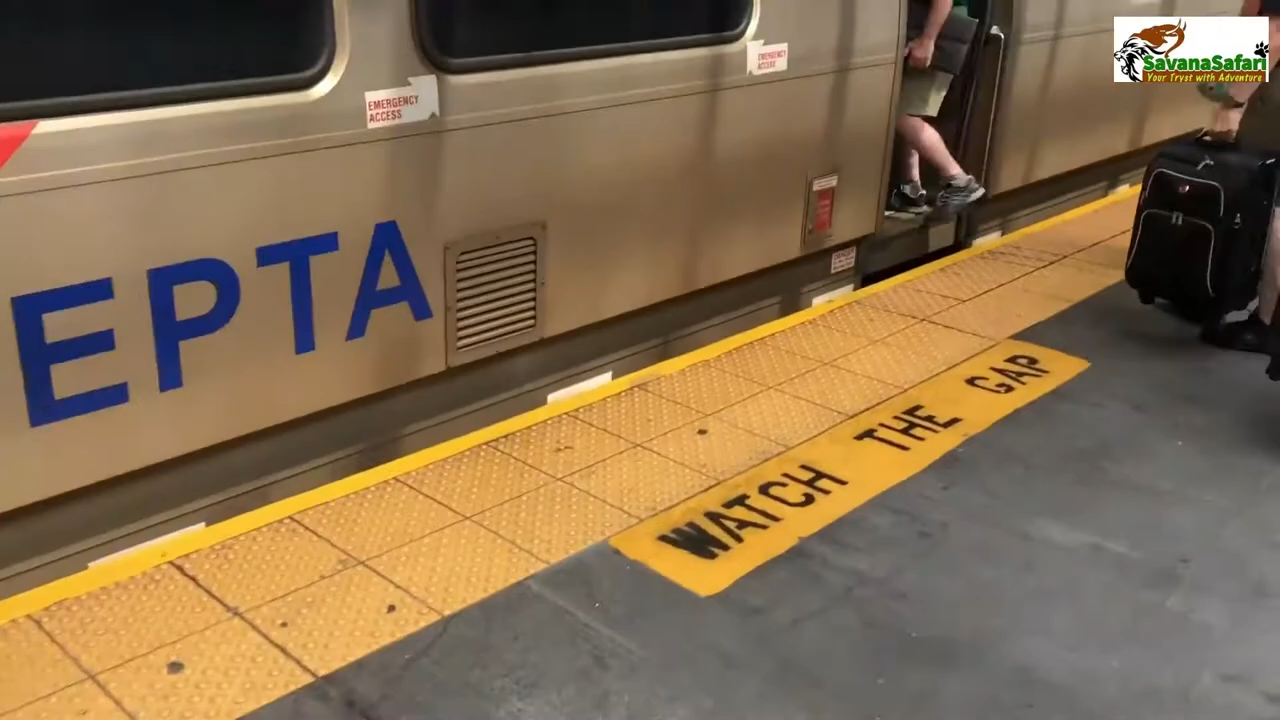 EMERGENCY
ACCESS
EMERGENCY
ACCESS
SavanaSafari
Your Tryst with Adventure
EPTA
WATCH THE GAP